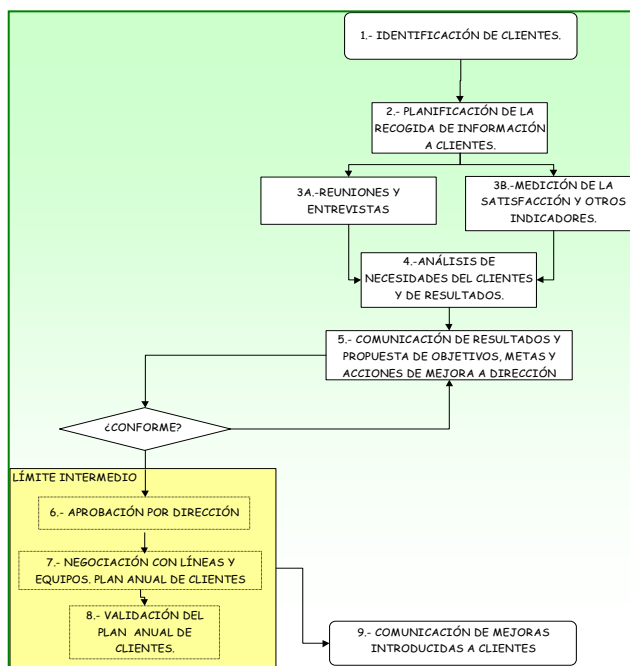 1.- IDENTIFICACIÓN DE CLIENTES.
2.- PLANIFICACIÓN DE LA
RECOGIDA DE INFORMACIÓN
A CLIENTES.
3A.-REUNIONES Y
ENTREVISTAS
3B.-MEDICIÓN DE LA
SATISFACCIÓN Y OTROS
INDICADORES.
4.-ANÁLISIS DE
NECESIDADES DEL CLIENTES
Y DE RESULTADOS.
5.- COMUNICACIÓN DE RESULTADOS Y
PROPUESTA DE OBJETIVOS, METAS Y
ACCIONES DE MEJORA A DIRECCIÓN
¿CONFORME?
LÍMITE INTERMEDIO
6.- APROBACIÓN POR DIRECCIÓN
7.- NEGOCIACIÓN CON LÍNEAS Y
EQUIPOS. PLAN ANUAL DE CLIENTES
8.- VALIDACIÓN DEL
PLAN ANUAL DE
CLIENTES.
9.- COMUNICACIÓN DE MEJORAS
INTRODUCIDAS A CLIENTES